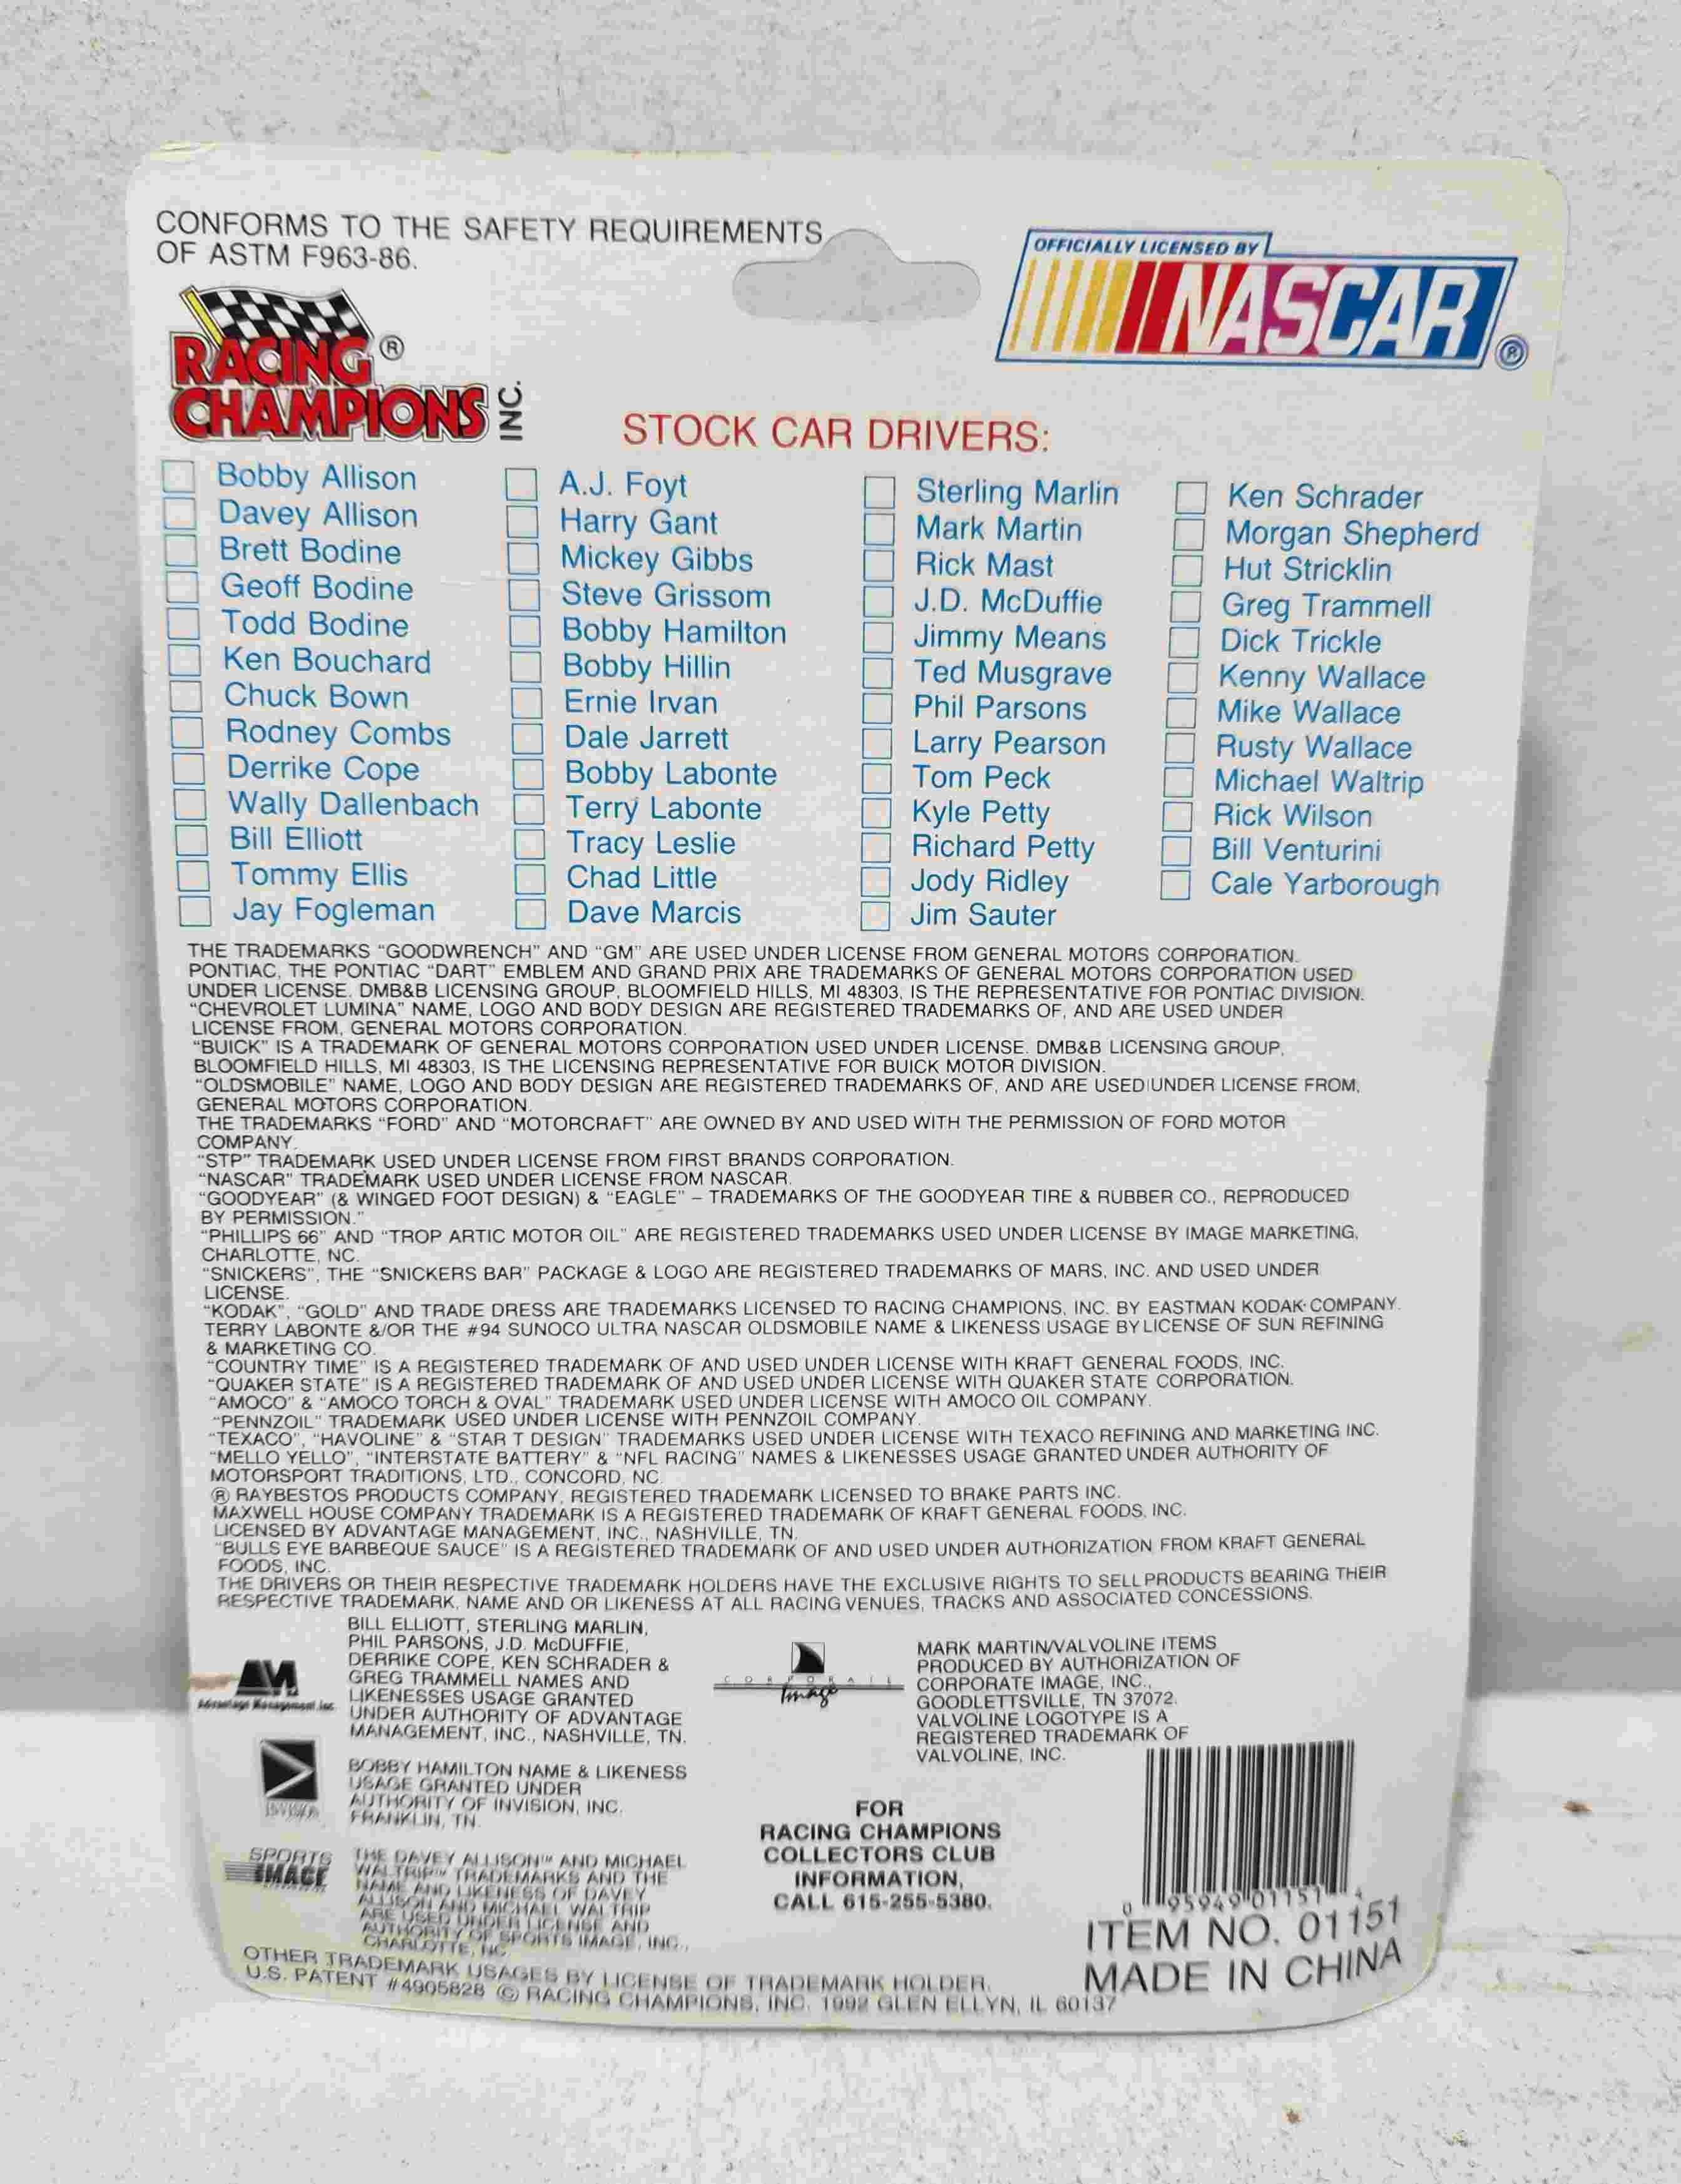 CONFORMS TO THE SAFETY REQUIREMENTS
OF ASTM F963-86.
OFFICIALLY LICENSED BY
NASCAR ®
RACING ®
CHAMPIONS INC.
STOCK CAR DRIVERS:
Bobby Allison
Davey Allison
Brett Bodine
Geoff Bodine
Todd Bodine
Ken Bouchard
Chuck Bown
Rodney Combs
Derrike Cope
Wally Dallenbach
Bill Elliott
Tommy Ellis
Jay Fogleman
A.J. Foyt
Harry Gant
Mickey Gibbs
Steve Grissom
Bobby Hamilton
Bobby Hillin
Ernie Irvan
Dale Jarrett
Bobby Labonte
Terry Labonte
Tracy Leslie
Chad Little
Dave Marcis
Sterling Marlin
Mark Martin
Rick Mast
J.D. McDuffie
Jimmy Means
Ted Musgrave
Phil Parsons
Larry Pearson
Tom Peck
Kyle Petty
Richard Petty
Jody Ridley
Jim Sauter
Ken Schrader
Morgan Shepherd
Hut Stricklin
Greg Trammell
Dick Trickle
Kenny Wallace
Mike Wallace
Rusty Wallace
Michael Waltrip
Rick Wilson
Bill Venturini
Cale Yarborough
THE TRADEMARKS "GOODWRENCH" AND "GM" ARE USED UNDER LICENSE FROM GENERAL MOTORS CORPORATION.
PONTIAC, THE PONTIAC "DART" EMBLEM AND GRAND PRIX ARE TRADEMARKS OF GENERAL MOTORS CORPORATION USED
UNDER LICENSE. DMB&B LICENSING GROUP, BLOOMFIELD HILLS, MI 48303, IS THE REPRESENTATIVE FOR PONTIAC DIVISION.
"CHEVROLET LUMINA" NAME, LOGO AND BODY DESIGN ARE REGISTERED TRADEMARKS OF, AND ARE USED UNDER
LICENSE FROM, GENERAL MOTORS CORPORATION.
"BUICK" IS A TRADEMARK OF GENERAL MOTORS CORPORATION USED UNDER LICENSE. DMB&B LICENSING GROUP,
BLOOMFIELD HILLS, MI 48303, IS THE LICENSING REPRESENTATIVE FOR BUICK MOTOR DIVISION.
"OLDSMOBILE" NAME, LOGO AND BODY DESIGN ARE REGISTERED TRADEMARKS OF, AND ARE USED UNDER LICENSE FROM,
GENERAL MOTORS CORPORATION.
THE TRADEMARKS "FORD" AND "MOTORCRAFT" ARE OWNED BY AND USED WITH THE PERMISSION OF FORD MOTOR
COMPANY.
"STP" TRADEMARK USED UNDER LICENSE FROM FIRST BRANDS CORPORATION.
"NASCAR" TRADEMARK USED UNDER LICENSE FROM NASCAR.
"GOODYEAR" (& WINGED FOOT DESIGN) & "EAGLE" – TRADEMARKS OF THE GOODYEAR TIRE & RUBBER CO., REPRODUCED
BY PERMISSION."
"PHILLIPS 66" AND "TROP ARTIC MOTOR OIL" ARE REGISTERED TRADEMARKS USED UNDER LICENSE BY IMAGE MARKETING,
CHARLOTTE, NC.
"SNICKERS", THE "SNICKERS BAR" PACKAGE & LOGO ARE REGISTERED TRADEMARKS OF MARS, INC. AND USED UNDER
LICENSE.
"KODAK", "GOLD" AND TRADE DRESS ARE TRADEMARKS LICENSED TO RACING CHAMPIONS, INC. BY EASTMAN KODAK COMPANY.
TERRY LABONTE &/OR THE #94 SUNOCO ULTRA NASCAR OLDSMOBILE NAME & LIKENESS USAGE BY LICENSE OF SUN REFINING
& MARKETING CO.
"COUNTRY TIME" IS A REGISTERED TRADEMARK OF AND USED UNDER LICENSE WITH KRAFT GENERAL FOODS, INC.
"QUAKER STATE" IS A REGISTERED TRADEMARK OF AND USED UNDER LICENSE WITH QUAKER STATE CORPORATION.
"AMOCO" & "AMOCO TORCH & OVAL" TRADEMARK USED UNDER LICENSE WITH AMOCO OIL COMPANY.
"PENNZOIL" TRADEMARK USED UNDER LICENSE WITH PENNZOIL COMPANY.
"TEXACO", "HAVOLINE" & "STAR T DESIGN" TRADEMARKS USED UNDER LICENSE WITH TEXACO REFINING AND MARKETING INC.
"MELLO YELLO", "INTERSTATE BATTERY" & "NFL RACING" NAMES & LIKENESSES USAGE GRANTED UNDER AUTHORITY OF
MOTORSPORT TRADITIONS, LTD., CONCORD, NC.
® RAYBESTOS PRODUCTS COMPANY, REGISTERED TRADEMARK LICENSED TO BRAKE PARTS INC.
MAXWELL HOUSE COMPANY TRADEMARK IS A REGISTERED TRADEMARK OF KRAFT GENERAL FOODS, INC.
LICENSED BY ADVANTAGE MANAGEMENT, INC., NASHVILLE, TN.
"BULLS EYE BARBEQUE SAUCE" IS A REGISTERED TRADEMARK OF AND USED UNDER AUTHORIZATION FROM KRAFT GENERAL
FOODS, INC.
THE DRIVERS OR THEIR RESPECTIVE TRADEMARK HOLDERS HAVE THE EXCLUSIVE RIGHTS TO SELL PRODUCTS BEARING THEIR
RESPECTIVE TRADEMARK, NAME AND OR LIKENESS AT ALL RACING VENUES, TRACKS AND ASSOCIATED CONCESSIONS.
AM
Advantage Management Inc.
BILL ELLIOTT, STERLING MARLIN,
PHIL PARSONS, J.D. McDUFFIE,
DERRIKE COPE, KEN SCHRADER &
GREG TRAMMELL NAMES AND
LIKENESSES USAGE GRANTED
UNDER AUTHORITY OF ADVANTAGE
MANAGEMENT, INC., NASHVILLE, TN.
CORPORATE
Image
MARK MARTIN/VALVOLINE ITEMS
PRODUCED BY AUTHORIZATION OF
CORPORATE IMAGE, INC.,
GOODLETTSVILLE, TN 37072.
VALVOLINE LOGOTYPE IS A
REGISTERED TRADEMARK OF
VALVOLINE, INC.
INVISION
BOBBY HAMILTON NAME & LIKENESS
USAGE GRANTED UNDER
AUTHORITY OF INVISION, INC.
FRANKLIN, TN.
SPORTS
IMAGE
THE DAVEY ALLISON™ AND MICHAEL
WALTRIP™ TRADEMARKS AND THE
NAME AND LIKENESS OF DAVEY
ALLISON AND MICHAEL WALTRIP
ARE USED UNDER LICENSE AND
AUTHORITY OF SPORTS IMAGE, INC.,
CHARLOTTE, NC.
FOR
RACING CHAMPIONS
COLLECTORS CLUB
INFORMATION,
CALL 615-255-5380.
0 95949 01151 4
ITEM NO. 01151
MADE IN CHINA
OTHER TRADEMARK USAGES BY LICENSE OF TRADEMARK HOLDER.
U.S. PATENT #4905828 © RACING CHAMPIONS, INC. 1992 GLEN ELLYN, IL 60137